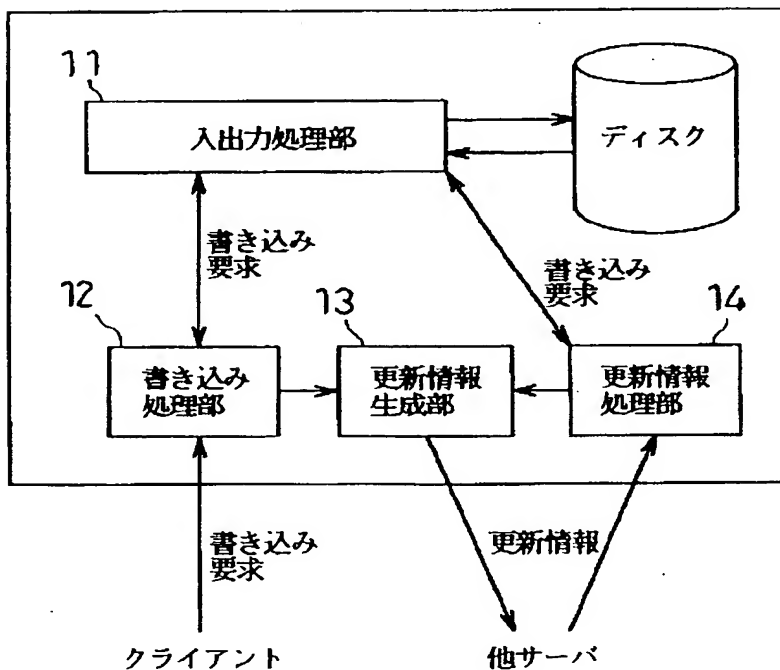 11
入出力処理部
ディスク
書き込み
要求
書き込み
要求
12
13
14
書き込み
処理部
更新情報
生成部
更新情報
処理部
書き込み
要求
更新情報
クライアント
他サーバ